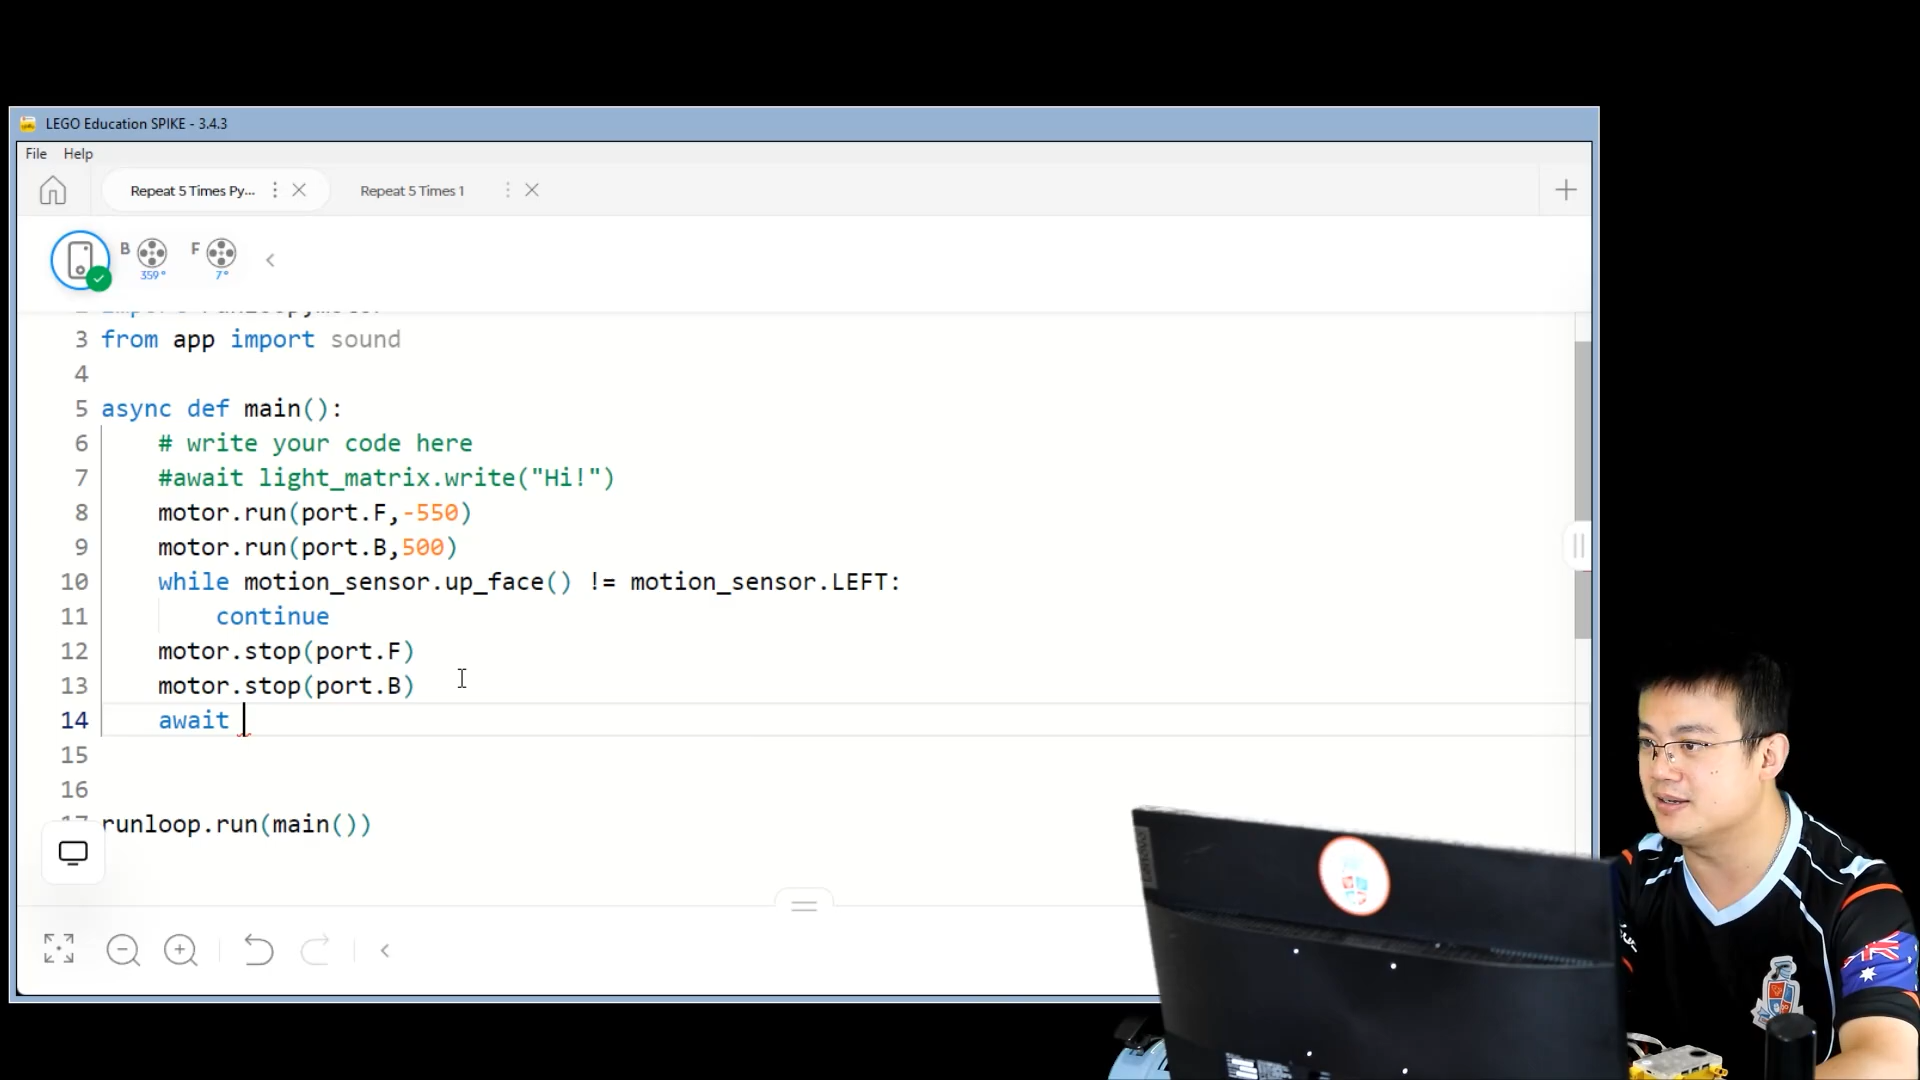 LEGO Education SPIKE - 3.4.3
File Help
Repeat 5 Times Py... Repeat 5 Times 1
B F
359° 7°
3 from app import sound
4
5 async def main():
6 # write your code here
7 #await light_matrix.write("Hi!")
8 motor.run(port.F,-550)
9 motor.run(port.B,500)
10 while motion_sensor.up_face() != motion_sensor.LEFT:
11 continue
12 motor.stop(port.F)
13 motor.stop(port.B)
14 await
15
16
17 runloop.run(main())